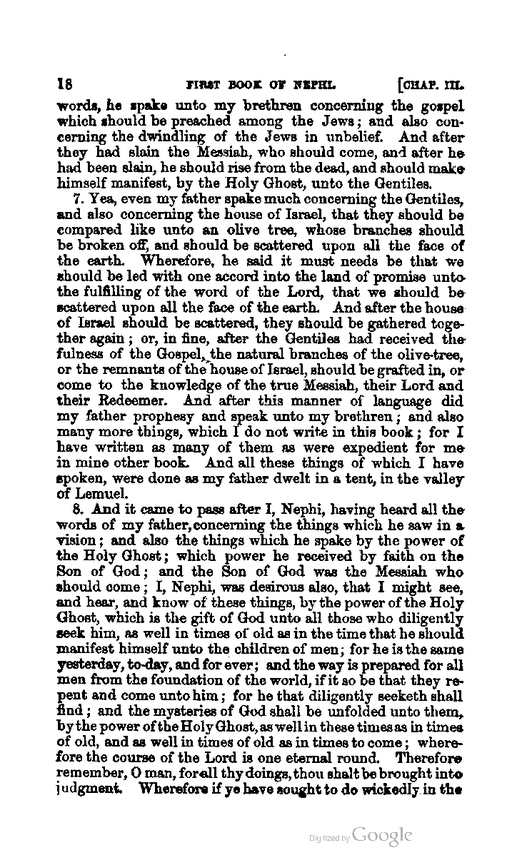 18 FIRST BOOK OF NEPHI. [CHAP. III.
words, he spake unto my brethren concerning the gospel
which should be preached among the Jews; and also con-
cerning the dwindling of the Jews in unbelief. And after
they had slain the Messiah, who should come, and after he
had been slain, he should rise from the dead, and should make
himself manifest, by the Holy Ghost, unto the Gentiles.
7. Yea, even my father spake much concerning the Gentiles,
and also concerning the house of Israel, that they should be
compared like unto an olive tree, whose branches should
be broken off, and should be scattered upon all the face of
the earth. Wherefore, he said it must needs be that we
should be led with one accord into the land of promise unto
the fulfilling of the word of the Lord, that we should be
scattered upon all the face of the earth. And after the house
of Israel should be scattered, they should be gathered toge-
ther again; or, in fine, after the Gentiles had received the
fulness of the Gospel, the natural branches of the olive-tree,
or the remnants of the house of Israel, should be grafted in, or
come to the knowledge of the true Messiah, their Lord and
their Redeemer. And after this manner of language did
my father prophesy and speak unto my brethren; and also
many more things, which I do not write in this book; for I
have written as many of them as were expedient for me
in mine other book. And all these things of which I have
spoken, were done as my father dwelt in a tent, in the valley
of Lemuel.
8. And it came to pass after I, Nephi, having heard all the
words of my father, concerning the things which he saw in a
vision; and also the things which he spake by the power of
the Holy Ghost; which power he received by faith on the
Son of God; and the Son of God was the Messiah who
should come; I, Nephi, was desirous also, that I might see,
and hear, and know of these things, by the power of the Holy
Ghost, which is the gift of God unto all those who diligently
seek him, as well in times of old as in the time that he should
manifest himself unto the children of men; for he is the same
yesterday, to-day, and for ever; and the way is prepared for all
men from the foundation of the world, if it so be that they re-
pent and come unto him; for he that diligently seeketh shall
find; and the mysteries of God shall be unfolded unto them,
by the power of the Holy Ghost, as well in these times as in times
of old, and as well in times of old as in times to come; where-
fore the course of the Lord is one eternal round. Therefore
remember, O man, for all thy doings, thou shalt be brought into
judgment. Wherefore if ye have sought to do wickedly in the
Digitized by Google